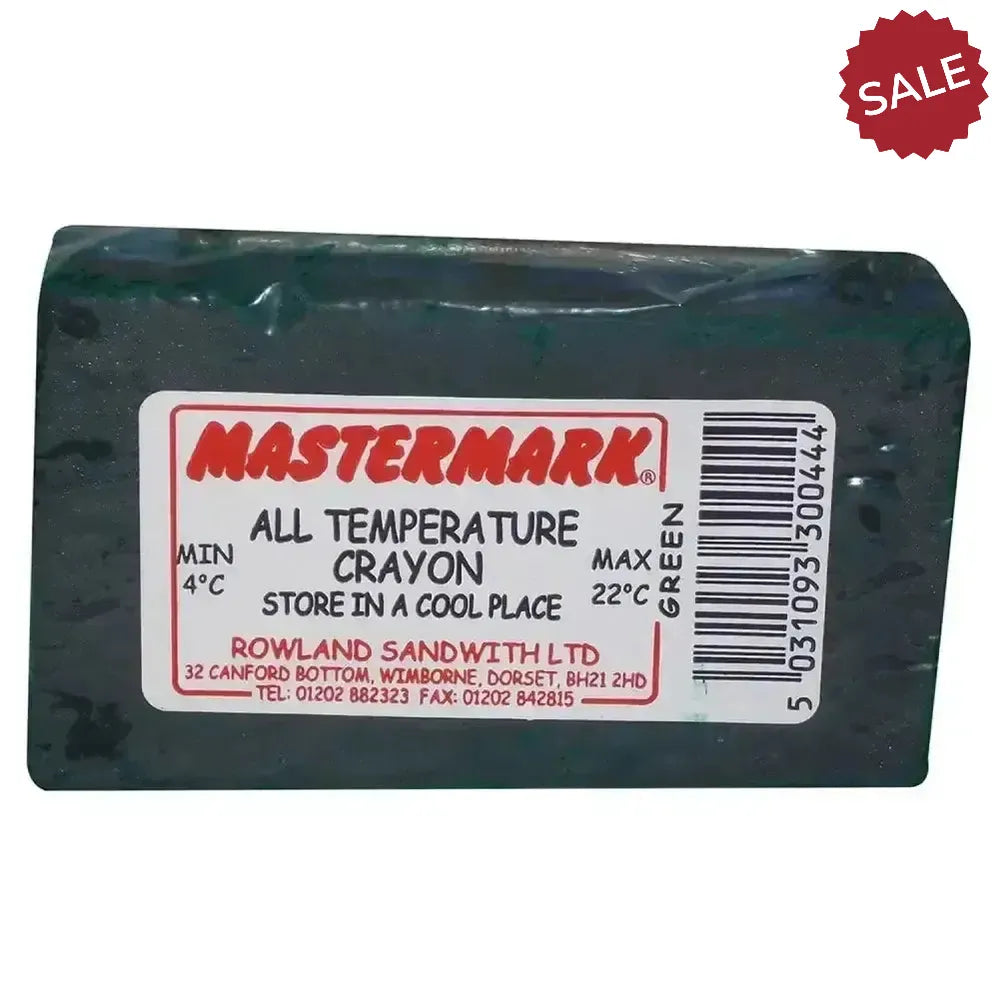 SALE
MASTERMARK®
ALL TEMPERATURE
CRAYON
MIN
4°C
MAX
22°C
STORE IN A COOL PLACE
ROWLAND SANDWITH LTD
32 CANFORD BOTTOM, WIMBORNE, DORSET, BH21 2HD
TEL: 01202 882323 FAX: 01202 842815
GREEN
5 031093 300444